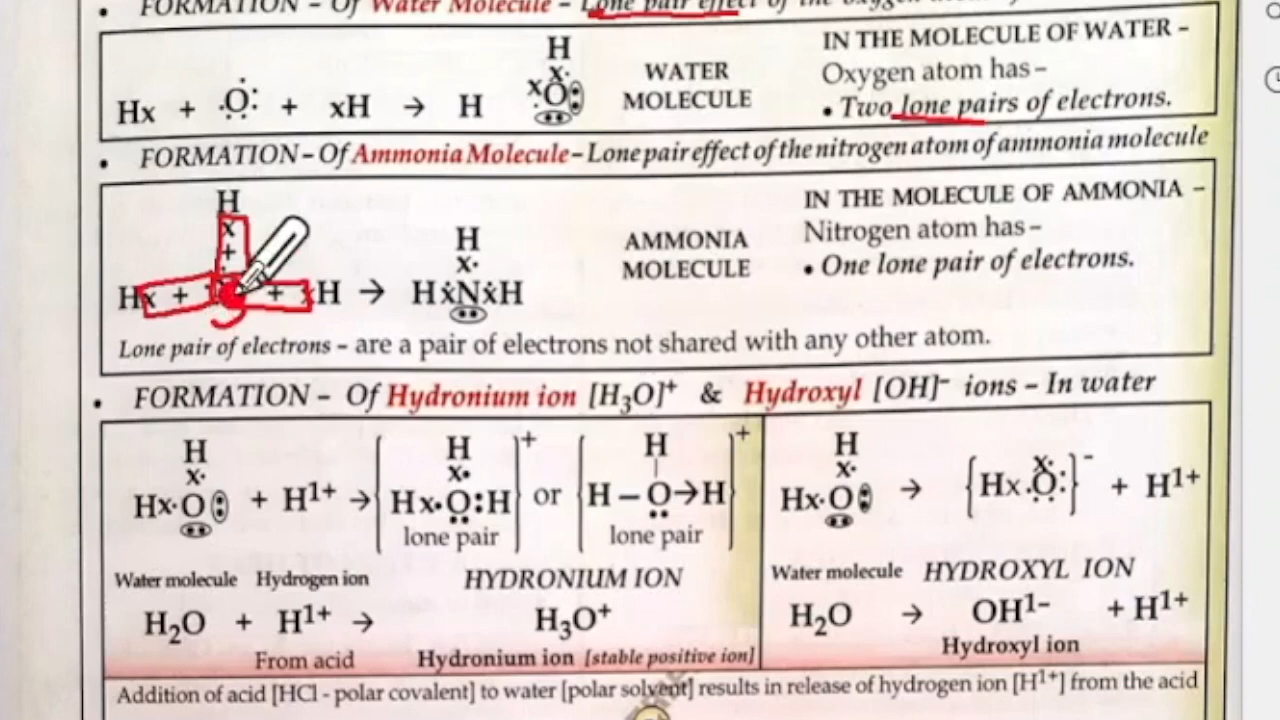 • FORMATION – Of Water Molecule – Lone pair effect of the oxygen
H
Hx + .O: + xH → H O
WATER MOLECULE
IN THE MOLECULE OF WATER –
Oxygen atom has –
• Two lone pairs of electrons.
• FORMATION – Of Ammonia Molecule – Lone pair effect of the nitrogen atom of ammonia molecule
H
x
+
Hx + + xH → HẋNẋH
H
x·
AMMONIA MOLECULE
IN THE MOLECULE OF AMMONIA –
Nitrogen atom has –
• One lone pair of electrons.
Lone pair of electrons – are a pair of electrons not shared with any other atom.
• FORMATION – Of Hydronium ion [H₃O]⁺ & Hydroxyl [OH]⁻ ions – In water
H H H
x· x• |
Hx·O: + H¹⁺ → {Hx•O:H}⁺ or {H–O→H}⁺
lone pair lone pair
Water molecule Hydrogen ion HYDRONIUM ION
H₂O + H¹⁺ → H₃O⁺
From acid Hydronium ion [stable positive ion]
H
x·
Hx·O: → {Hx.O:}⁻ + H¹⁺
Water molecule HYDROXYL ION
H₂O → OH¹⁻ + H¹⁺
Hydroxyl ion
Addition of acid [HCl - polar covalent] to water [polar solvent] results in release of hydrogen ion [H¹⁺] from the acid